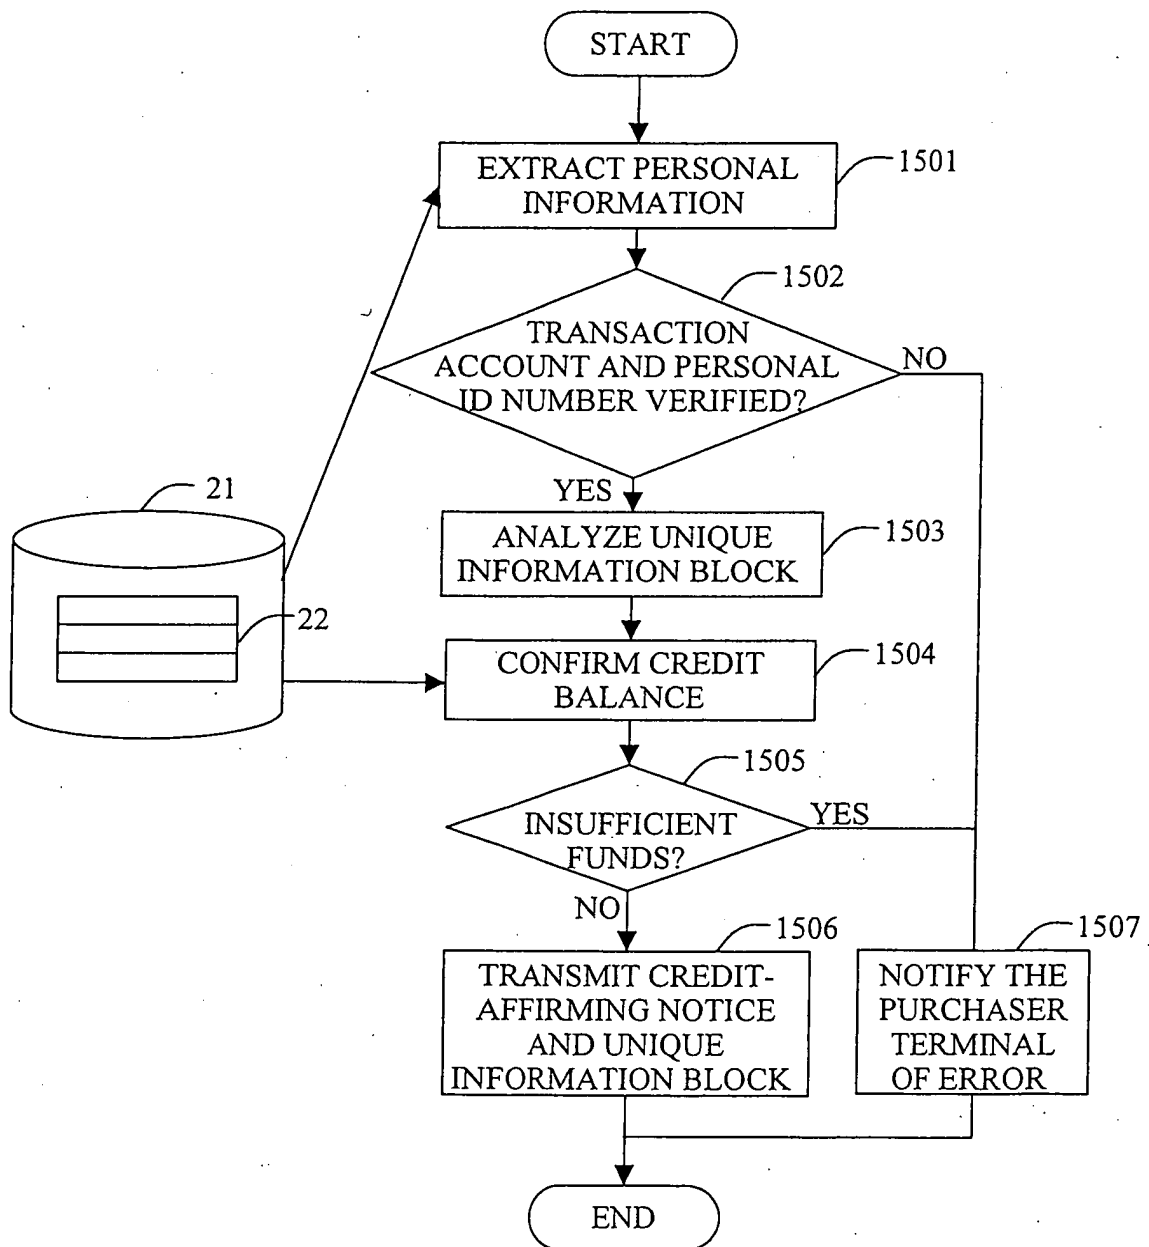 START
EXTRACT PERSONAL
INFORMATION
1501
1502
TRANSACTION
ACCOUNT AND PERSONAL
ID NUMBER VERIFIED?
NO
YES
21
22
ANALYZE UNIQUE
INFORMATION BLOCK
1503
CONFIRM CREDIT
BALANCE
1504
1505
INSUFFICIENT
FUNDS?
YES
NO
1506
TRANSMIT CREDIT-
AFFIRMING NOTICE
AND UNIQUE
INFORMATION BLOCK
1507
NOTIFY THE
PURCHASER
TERMINAL
OF ERROR
END